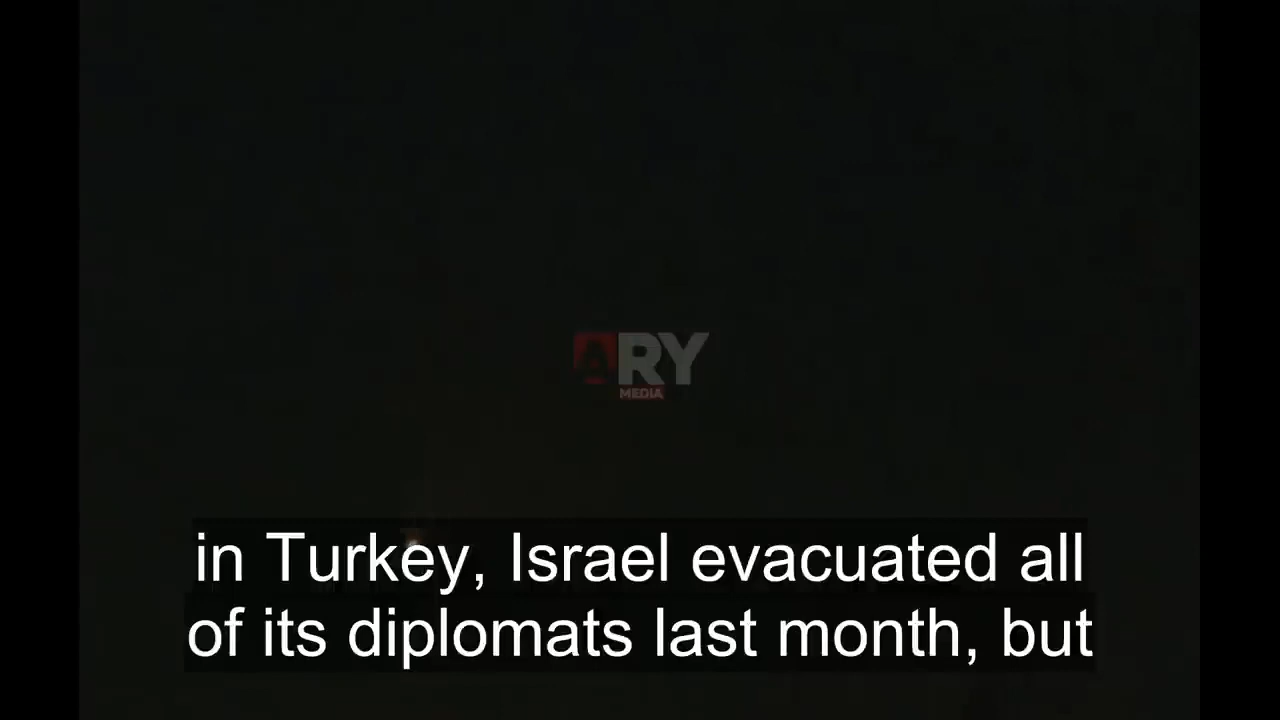 ARY
MEDIA
in Turkey, Israel evacuated all
of its diplomats last month, but